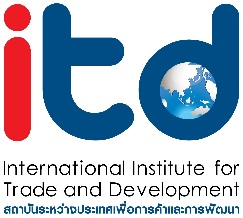 itd
International Institute for
Trade and Development
สถาบันระหว่างประเทศเพื่อการค้าและการพัฒนา